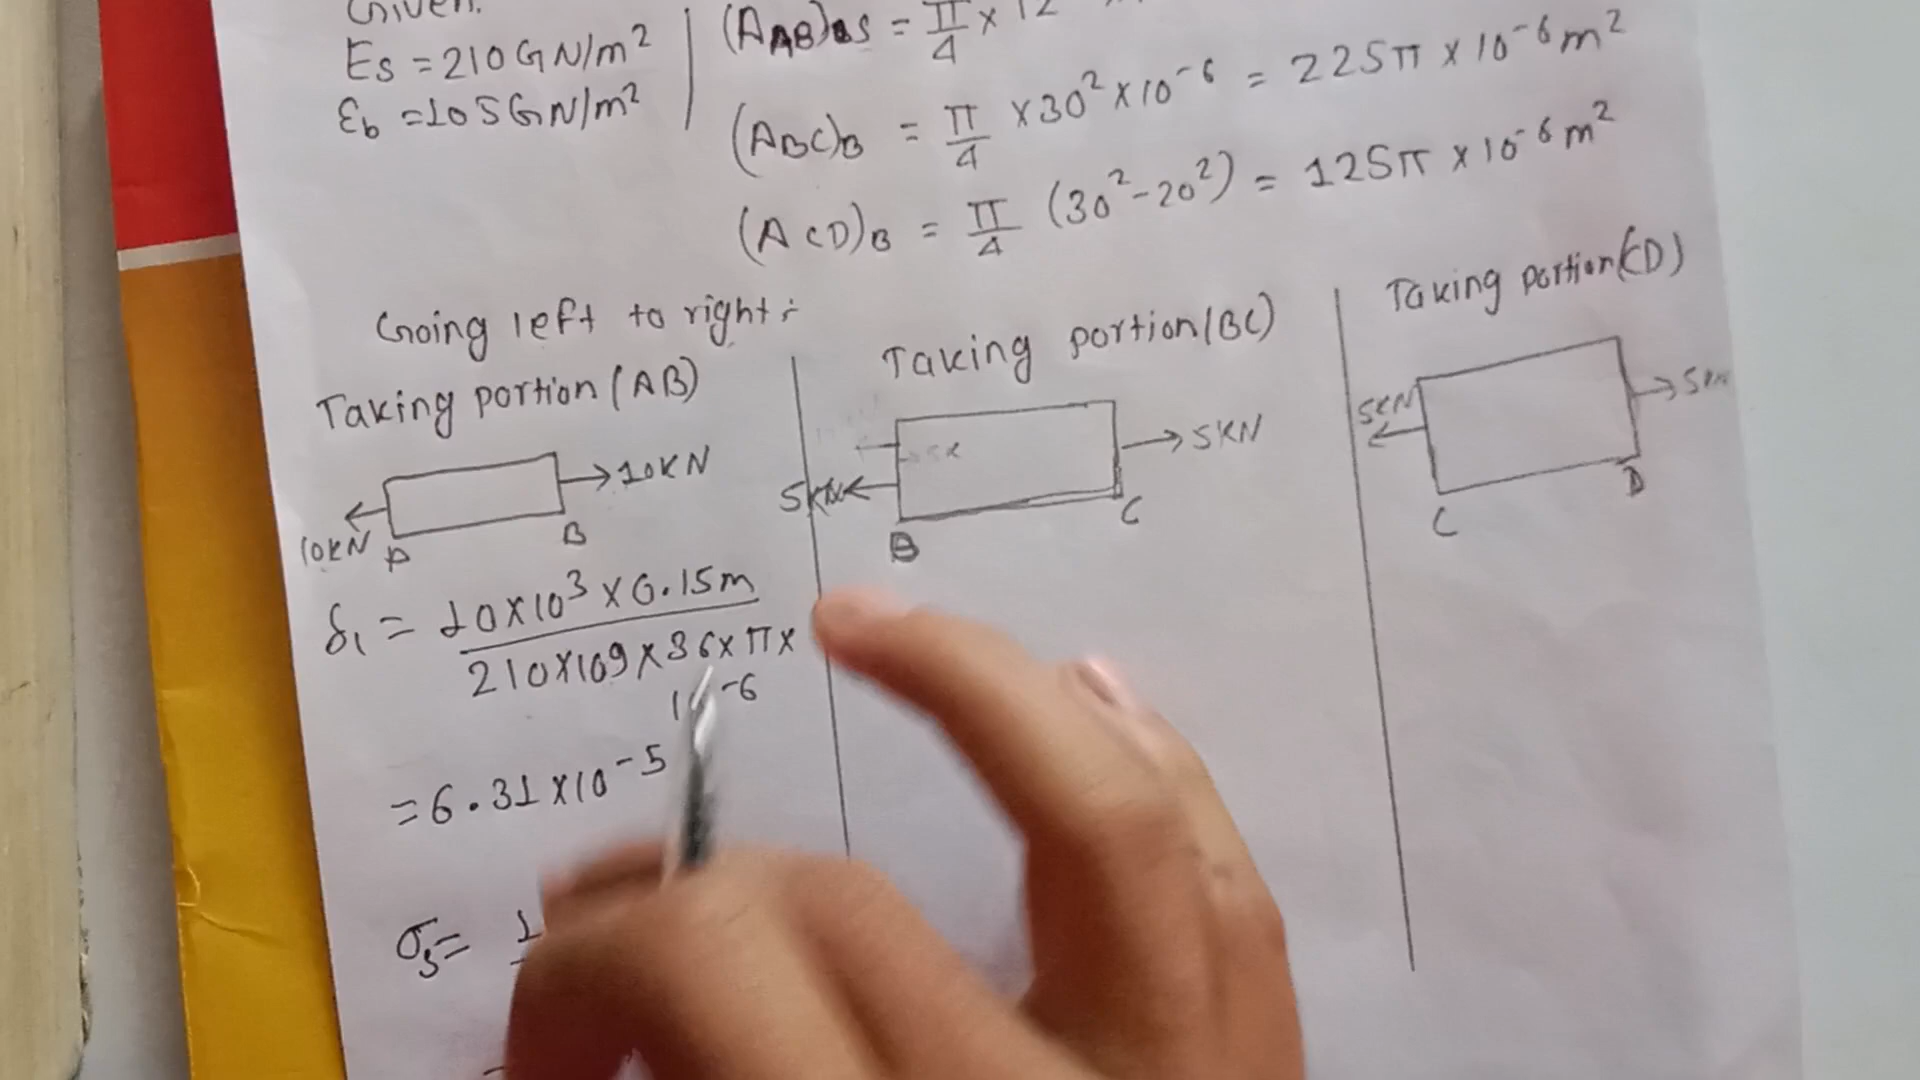 Given:
Es = 210 GN/m²
Eb = 105 GN/m²
(AAB)s = π/4 × 12
(ABC)B = π/4 × 30² × 10⁻⁶ = 225π × 10⁻⁶ m²
(ACD)B = π/4 (30² - 20²) = 125π × 10⁻⁶ m²
Going left to right :-
Taking portion (AB)
10KN
10KN
A
B
δ₁ = 10×10³ × 0.15m
210×109×36×π×
10⁻⁶
= 6.31 × 10⁻⁵
σs =
Taking portion (BC)
5KN
5KN
B
C
Taking portion (CD)
5KN
5KN
C
D